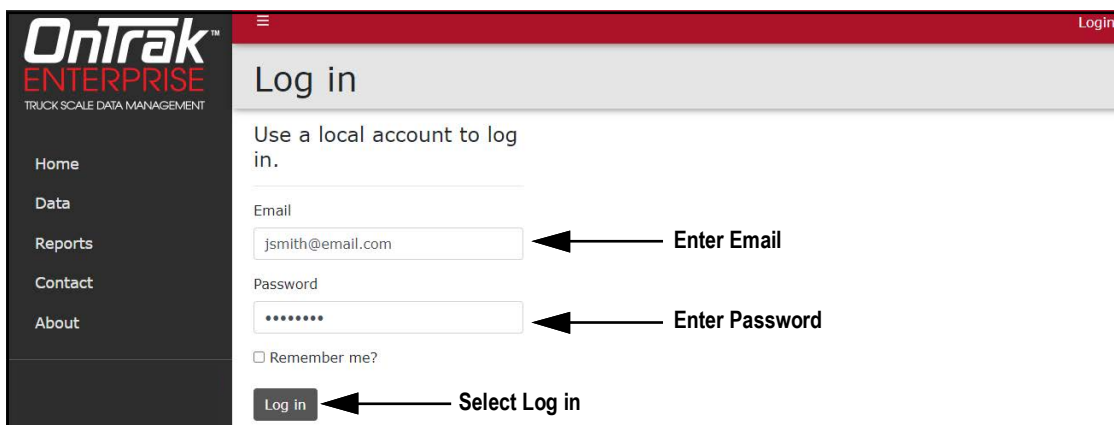 OnTrak™
ENTERPRISE
TRUCK SCALE DATA MANAGEMENT
Home
Data
Reports
Contact
About
Login
Log in
Use a local account to log
in.
Email
jsmith@email.com
Enter Email
Password
••••••••
Enter Password
Remember me?
Log in
Select Log in